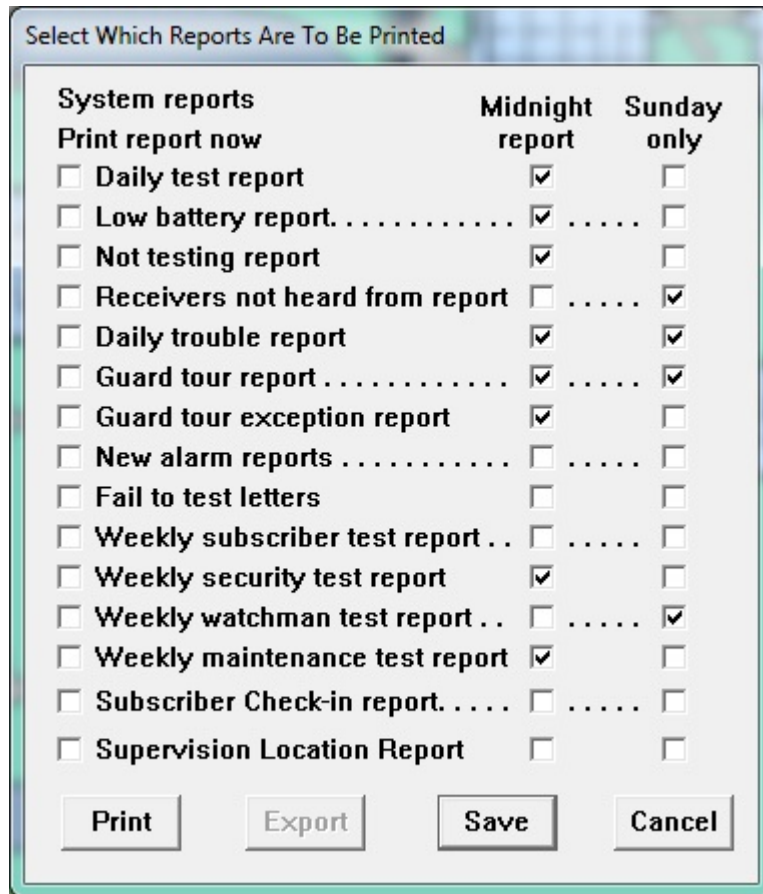 Select Which Reports Are To Be Printed
System reports Midnight Sunday
Print report now report only
Daily test report
Low battery report. . . . . . . . . . . . . . . . .
Not testing report
Receivers not heard from report . . . . .
Daily trouble report
Guard tour report . . . . . . . . . . . . . . . . .
Guard tour exception report
New alarm reports . . . . . . . . . . . . . . . .
Fail to test letters
Weekly subscriber test report . . . . . . .
Weekly security test report
Weekly watchman test report . . . . . . .
Weekly maintenance test report
Subscriber Check-in report. . . . . . . . . .
Supervision Location Report
Print Export Save Cancel